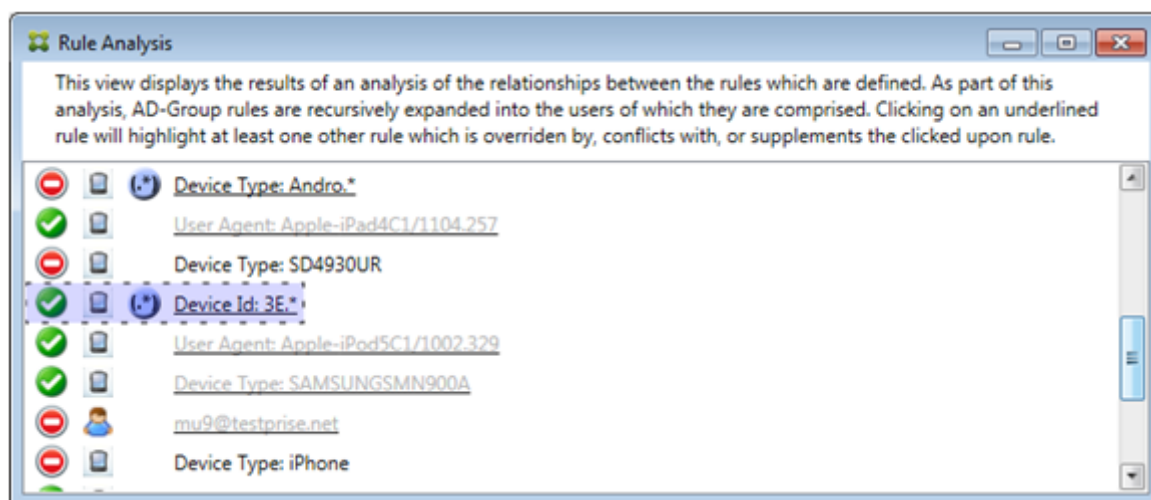 Rule Analysis
This view displays the results of an analysis of the relationships between the rules which are defined. As part of this
analysis, AD-Group rules are recursively expanded into the users of which they are comprised. Clicking on an underlined
rule will highlight at least one other rule which is overriden by, conflicts with, or supplements the clicked upon rule.
(.*) Device Type: Andro.*
User Agent: Apple-iPad4C1/1104.257
Device Type: SD4930UR
(.*) Device Id: 3E.*
User Agent: Apple-iPod5C1/1002.329
Device Type: SAMSUNGSMN900A
mu9@testprise.net
Device Type: iPhone